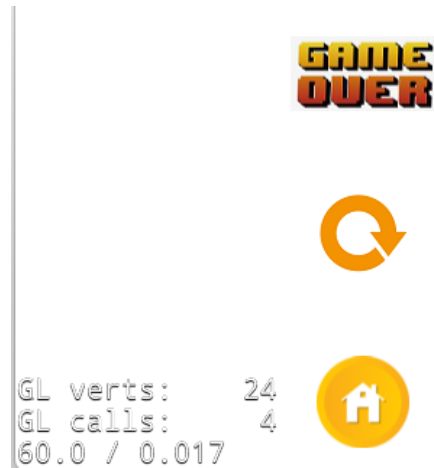 GAME
OVER
GL verts: 24
GL calls: 4
60.0 / 0.017